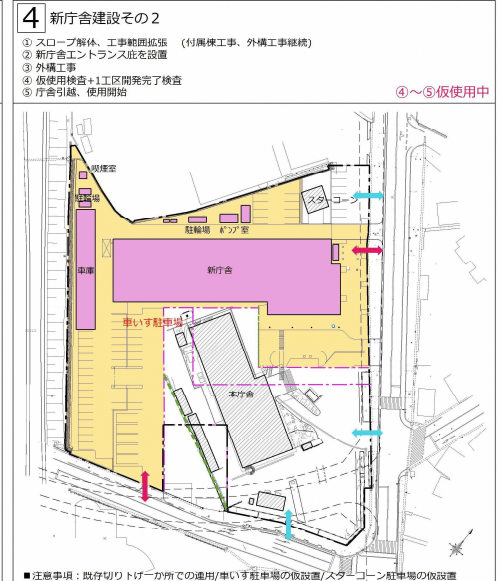 4 新庁舎建設その2
① スロープ解体、工事範囲拡張 (付属棟工事、外構工事継続)
② 新庁舎エントランス庇を設置
③ 外構工事
④ 仮使用検査+1工区開発完了検査
⑤ 庁舎引越、使用開始
④~⑤仮使用中
喫煙室
駐輪場
スターコーン
駐輪場 ポンプ室
車庫
新庁舎
車いす駐車場
本庁舎
■注意事項:既存切りトげ一か所での運用/車いす駐車場の仮設置/スターコーン駐車場の仮設置